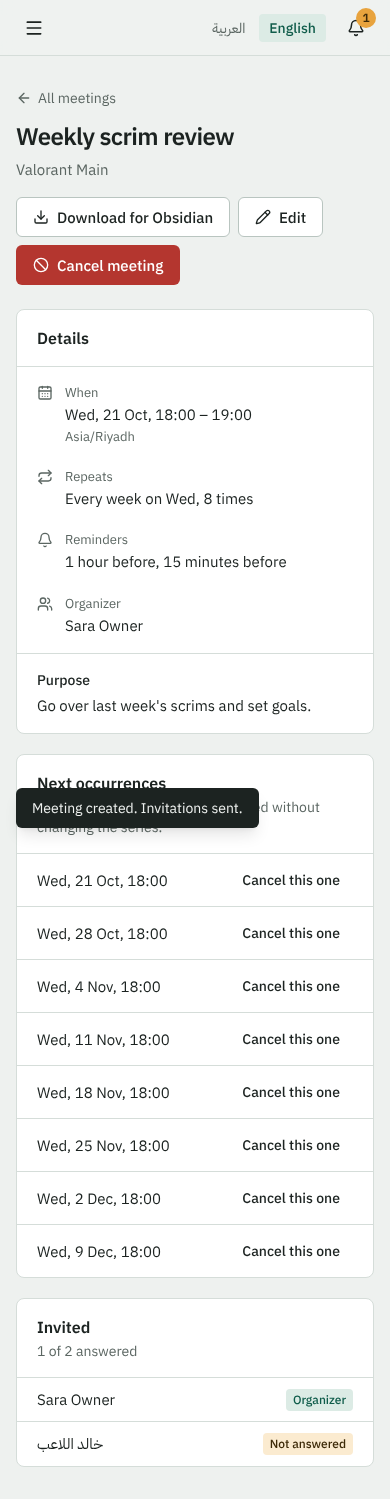 العربية
English
1
All meetings
Weekly scrim review
Valorant Main
Download for Obsidian
Edit
Cancel meeting
Details
When
Wed, 21 Oct, 18:00 – 19:00
Asia/Riyadh
Repeats
Every week on Wed, 8 times
Reminders
1 hour before, 15 minutes before
Organizer
Sara Owner
Purpose
Go over last week's scrims and set goals.
Next occurrences
Meeting created. Invitations sent.
without
changing the series.
Wed, 21 Oct, 18:00 Cancel this one
Wed, 28 Oct, 18:00 Cancel this one
Wed, 4 Nov, 18:00 Cancel this one
Wed, 11 Nov, 18:00 Cancel this one
Wed, 18 Nov, 18:00 Cancel this one
Wed, 25 Nov, 18:00 Cancel this one
Wed, 2 Dec, 18:00 Cancel this one
Wed, 9 Dec, 18:00 Cancel this one
Invited
1 of 2 answered
Sara Owner Organizer
خالد اللاعب Not answered